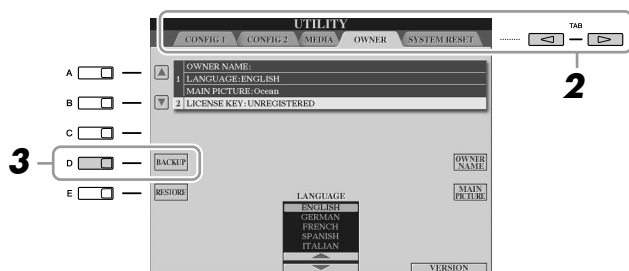 UTILITY
CONFIG 1 CONFIG 2 MEDIA OWNER SYSTEM RESET
TAB
2
A
B
C
3 D
E
OWNER NAME:
1 LANGUAGE:ENGLISH
MAIN PICTURE:Ocean
2 LICENSE KEY:UNREGISTERED
BACKUP
RESTORE
OWNER
NAME
MAIN
PICTURE
LANGUAGE
ENGLISH
GERMAN
FRENCH
SPANISH
ITALIAN
VERSION